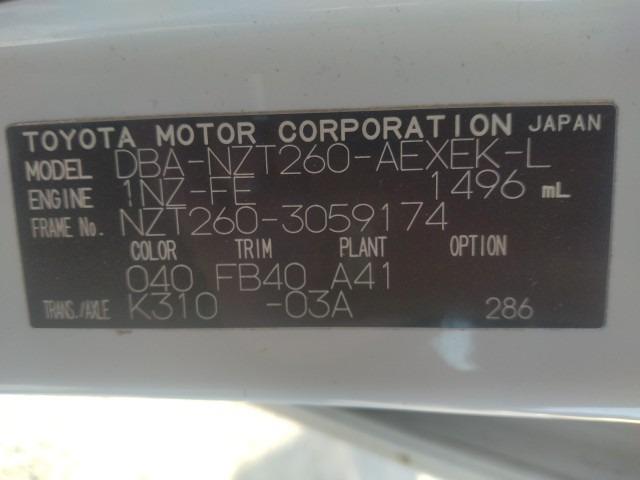 TOYOTA MOTOR CORPORATION JAPAN
MODEL DBA-NZT260-AEXEK-L
ENGINE 1NZ-FE 1496 mL
FRAME No. NZT260-3059174
COLOR TRIM PLANT OPTION
040 FB40 A41
TRANS./AXLE K310 -03A 286